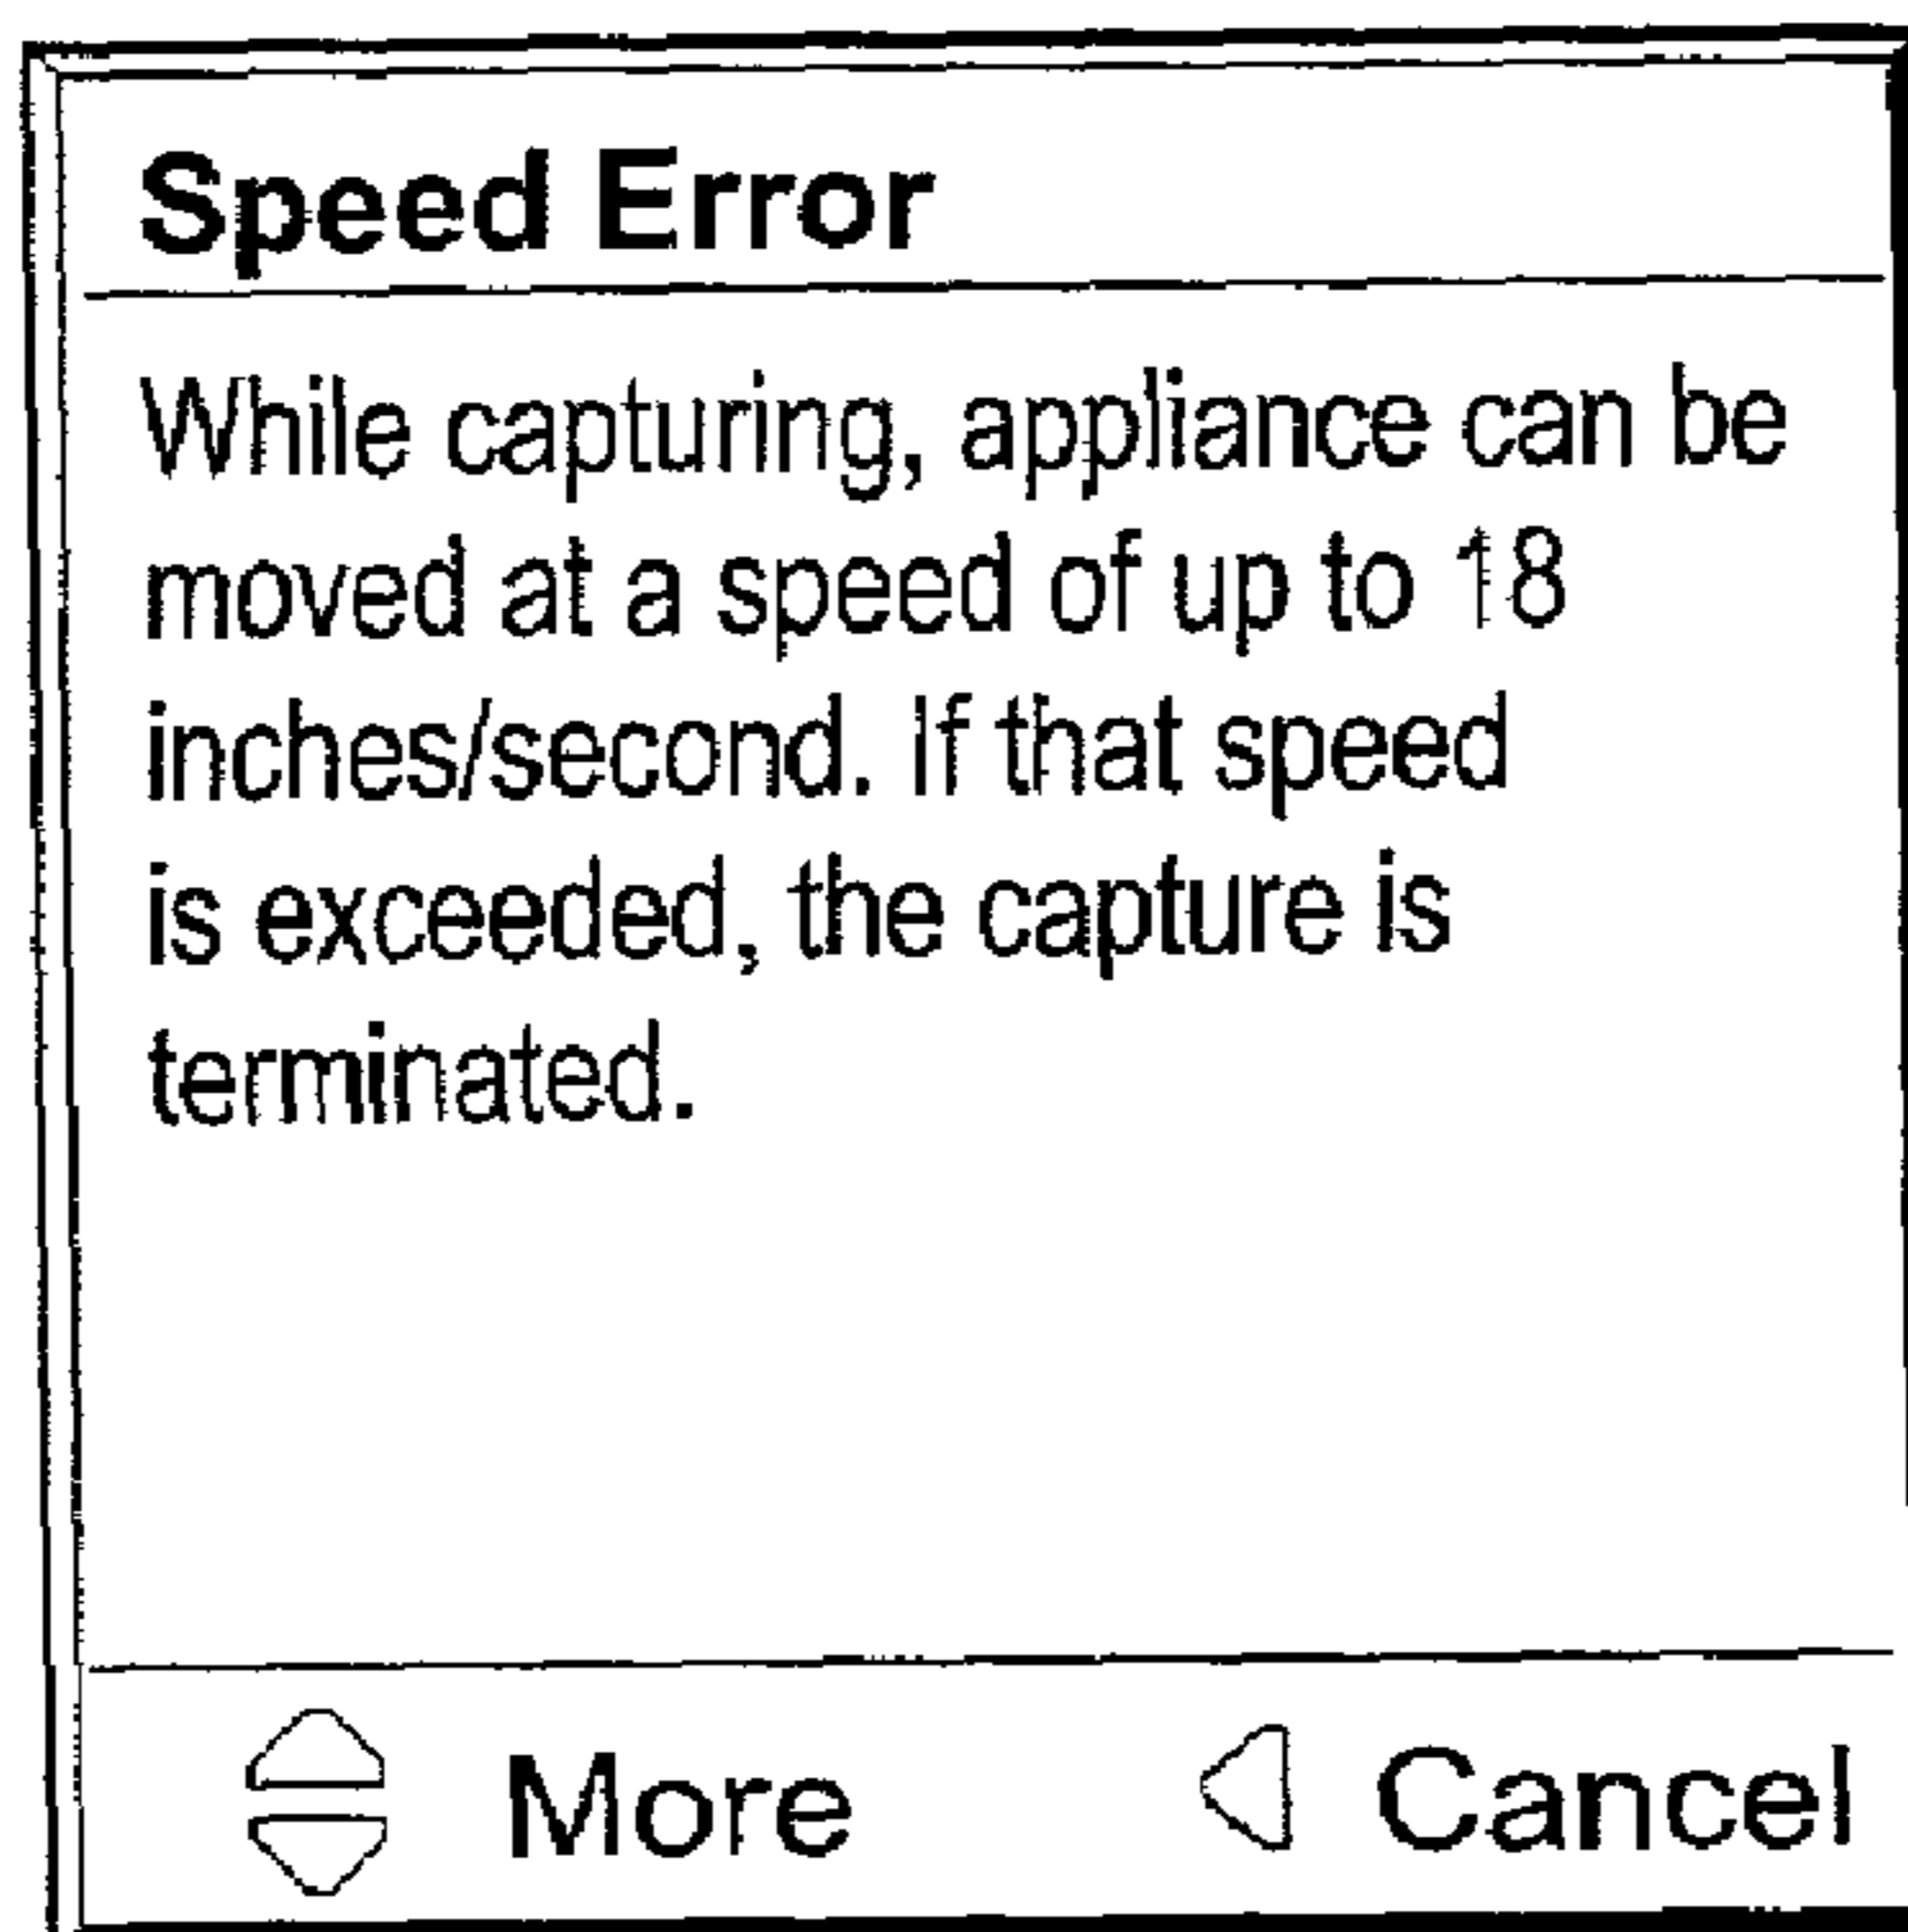 Speed Error
While capturing, appliance can be
moved at a speed of up to 18
inches/second. If that speed
is exceeded, the capture is
terminated.
More
Cancel